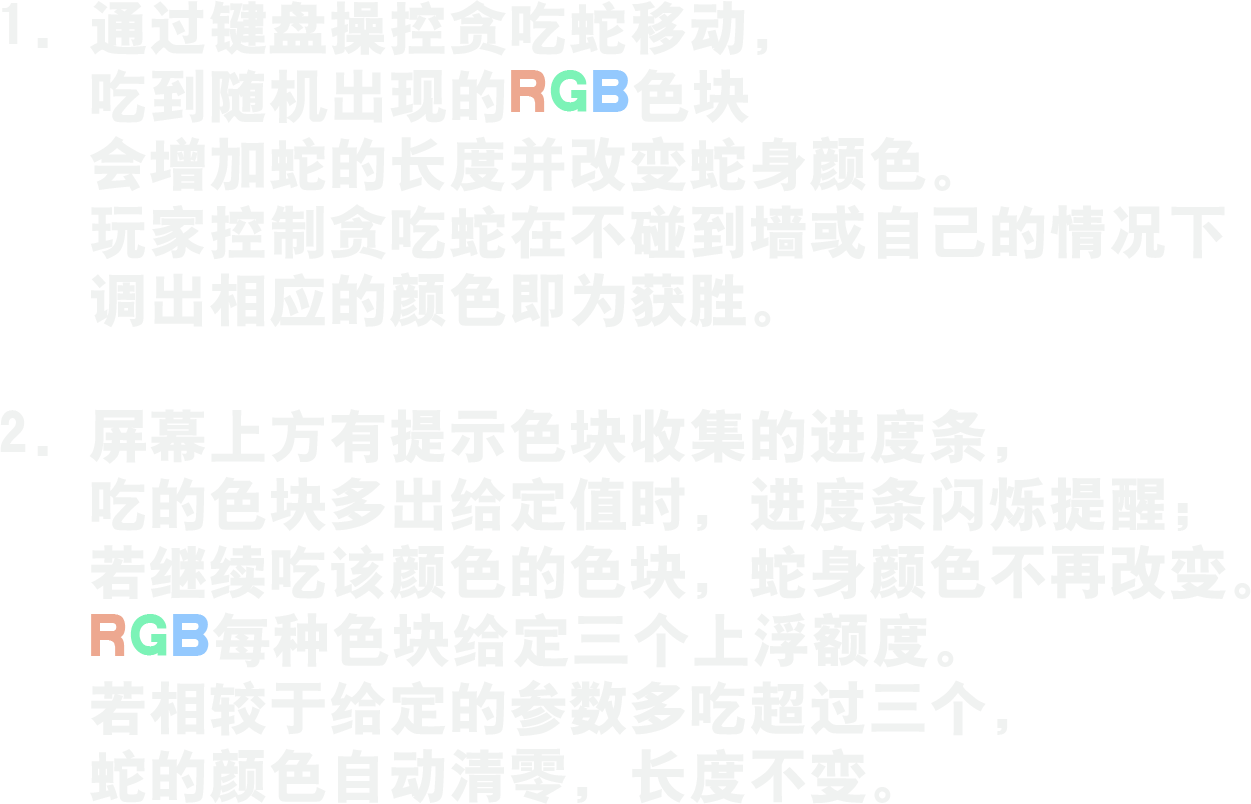 1. 通过键盘操控贪吃蛇移动,
吃到随机出现的RGB色块
会增加蛇的长度并改变蛇身颜色。
玩家控制贪吃蛇在不碰到墙或自己的情况下
调出相应的颜色即为获胜。
2. 屏幕上方有提示色块收集的进度条,
吃的色块多出给定值时,进度条闪烁提醒;
若继续吃该颜色的色块,蛇身颜色不再改变。
RGB每种色块给定二个上浮额度。
若相较于给定的参数多吃超过三个,
蛇的颜色自动清零,长度不变。